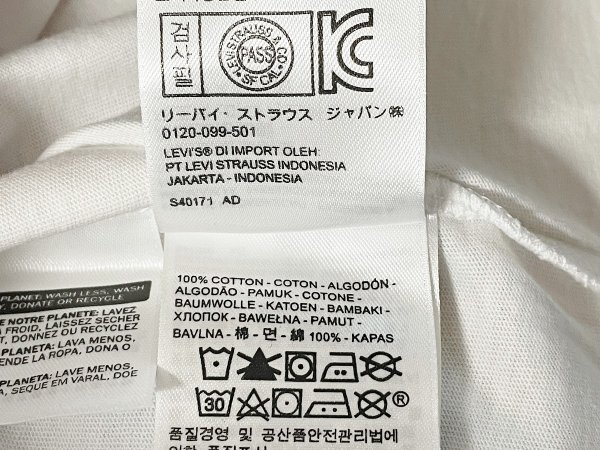 검
사
필
LEVI STRAUSS & CO
PASS
SF CAL
リーバイ・ストラウス ジャパン㈱
0120-099-501
LEVI'S® DI IMPORT OLEH:
PT LEVI STRAUSS INDONESIA
JAKARTA - INDONESIA
S40171 AD
100% COTTON - COTON - ALGODÓN -
ALGODÃO - PAMUK - COTONE -
BAUMWOLLE - KATOEN - BAMBAKI -
ХЛОПОК - BAWEŁNA - PAMUT -
BAVLNA - 棉 - 면 - 綿 100% - KAPAS
30
®
품질경영 및 공산품안전관리법에
PLANET: WASH LESS, WASH
DONATE OR RECYCLE
NOTRE PLANETE: LAVEZ
FROID, LAISSEZ SECHER
DONNEZ OU RECYCLEZ
PLANETA: LAVA MENOS,
LA ROPA, DONA O
PLANETA: LAVE MENOS,
SEQUE EM VARAL, DOE